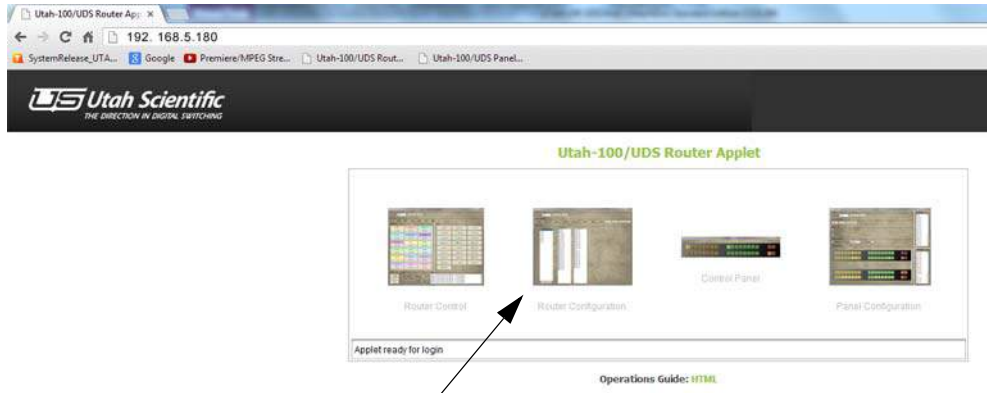 Utah-100/UDS Router Ap
192. 168.5.180
SystemRelease_UTA... Google Premiere/MPEG Stre... Utah-100/UDS Rout... Utah-100/UDS Panel...
US Utah Scientific
THE DIRECTION IN DIGITAL SWITCHING
Utah-100/UDS Router Applet
Router Control Router Configuration Control Panel Panel Configuration
Applet ready for login
Operations Guide: HTML